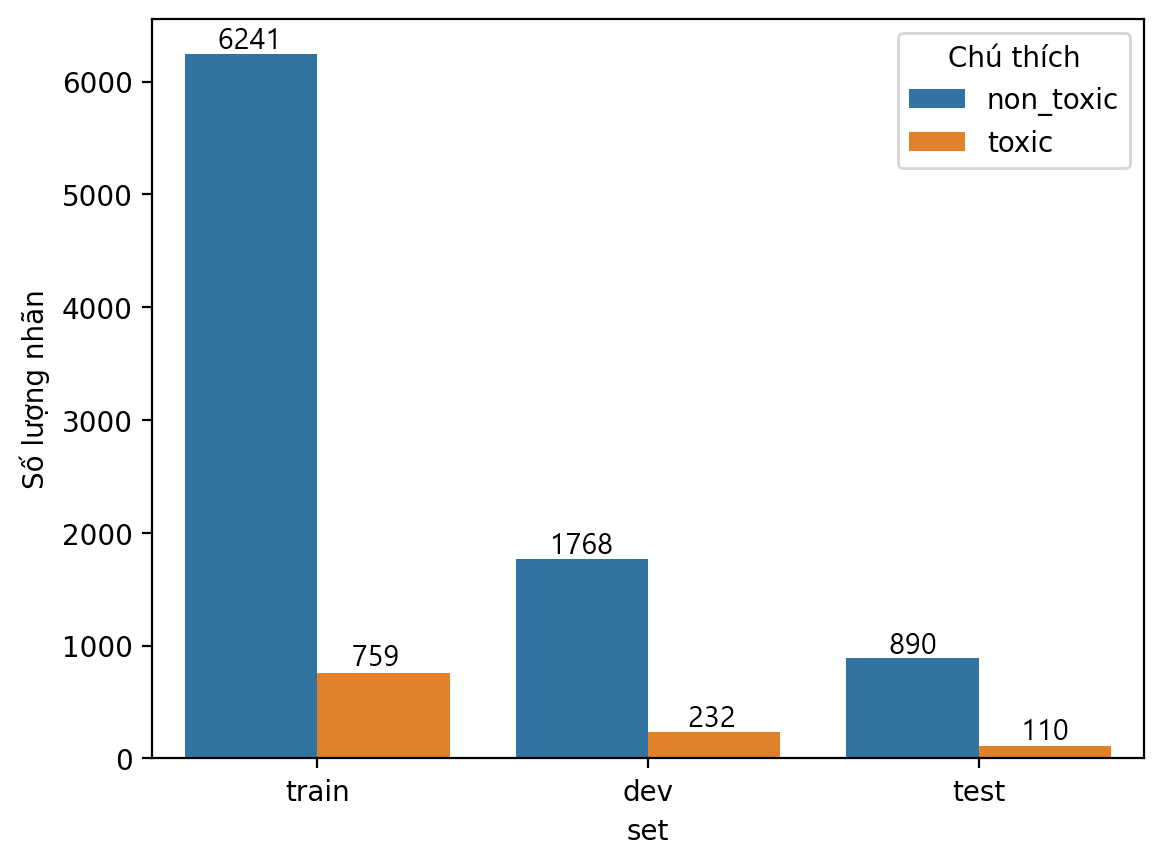 6241
6000
5000
4000
3000
2000
1000
0
Số lượng nhãn
759
1768
232
890
110
train
dev
test
set
Chú thích
non_toxic
toxic